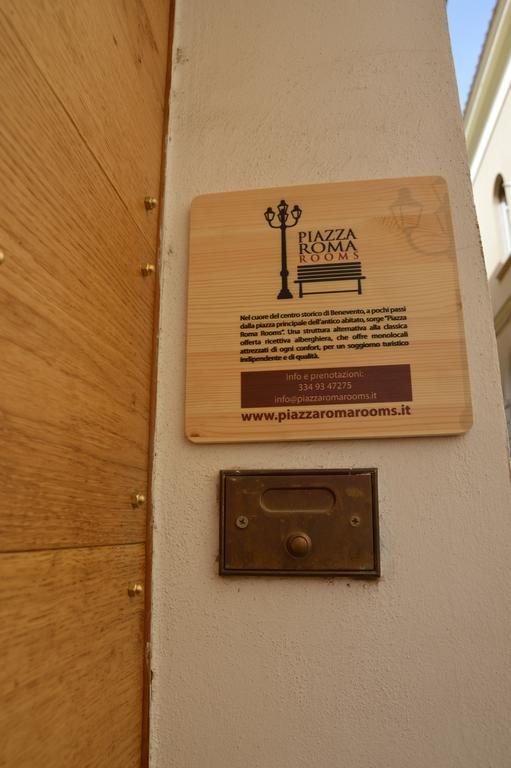 PIAZZA
ROMA
ROOMS
Nel cuore del centro storico di Benevento, a pochi passi
dalla piazza principale dell'antico abitato, sorge "Piazza
Roma Rooms". Una struttura alternativa alla classica
offerta ricettiva alberghiera, che offre monolocali
attrezzati di ogni confort, per un soggiorno turistico
indipendente e di qualità.
info e prenotazioni:
334 93 47275
info@piazzaromarooms.it
www.piazzaromarooms.it